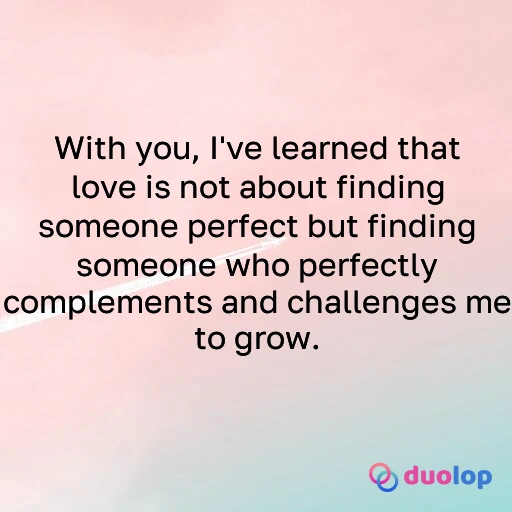 With you, I've learned that
love is not about finding
someone perfect but finding
someone who perfectly
complements and challenges me
to grow.
duolop